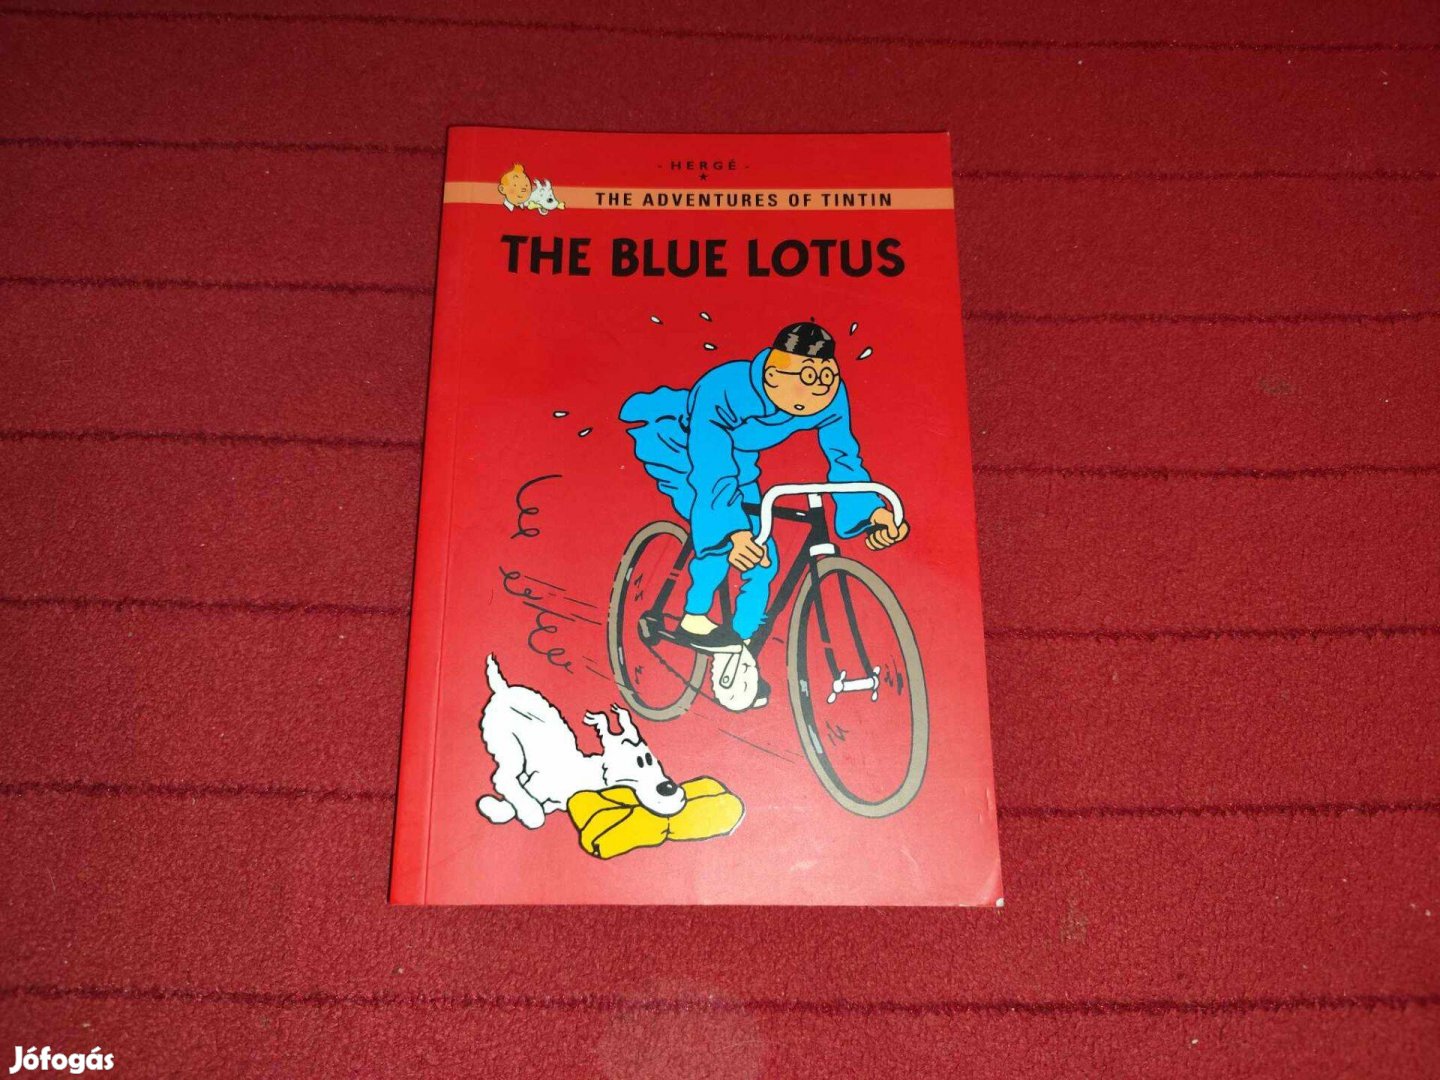 - HERGÉ -
THE ADVENTURES OF TINTIN
THE BLUE LOTUS
Jófogás